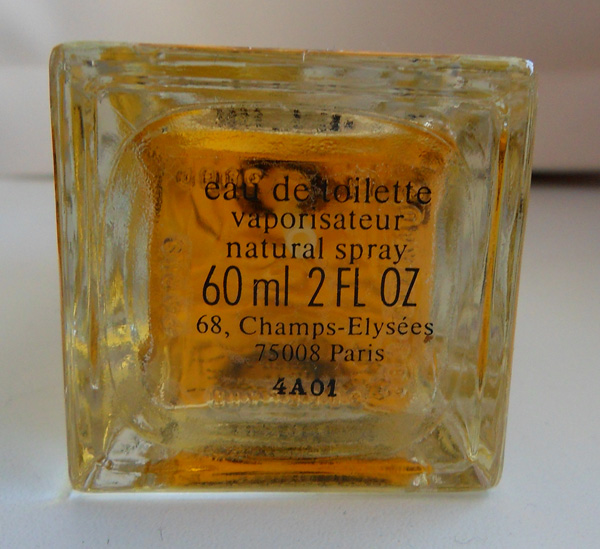 eau de toilette
vaporisateur
natural spray
60 ml 2 FL OZ
68, Champs-Elysées
75008 Paris
4A01